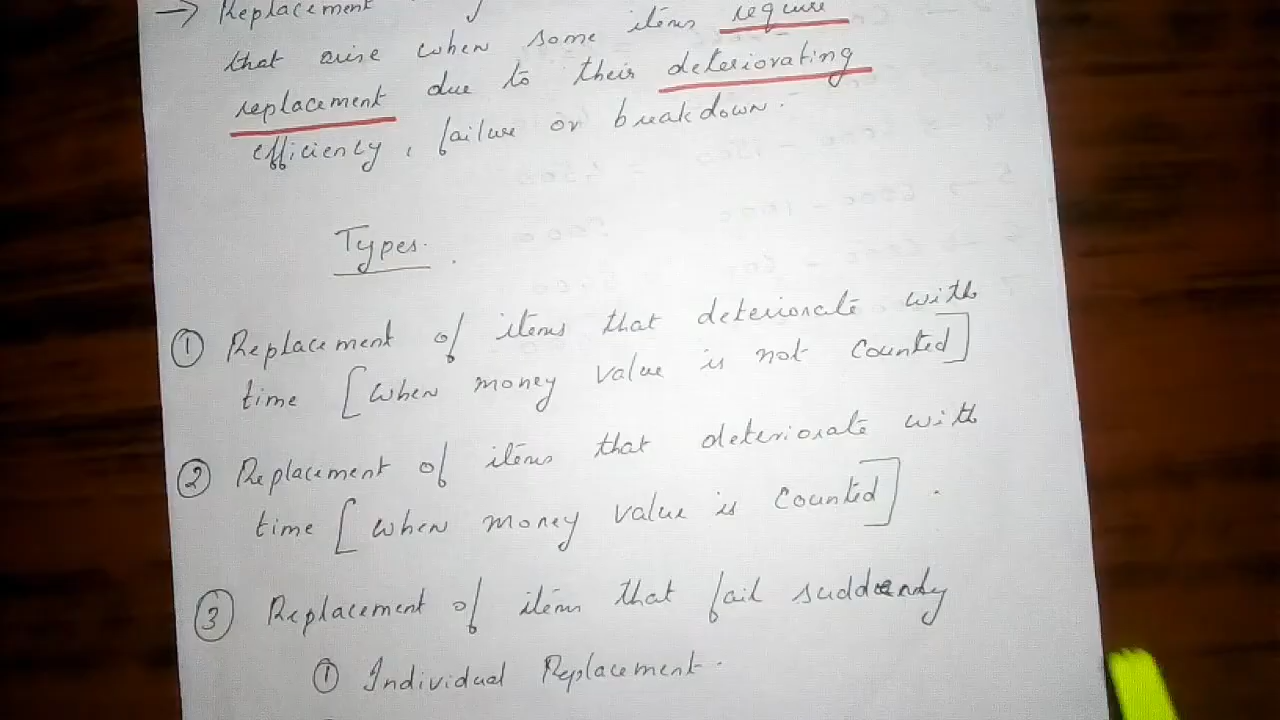 → Replacement
that arise when some items require
replacement due to their deteriorating
efficiency, failure or breakdown.
Types.
① Replacement of items that deteriorate with
time [when money value is not counted]
② Replacement of items that deteriorate with
time [when money value is counted].
③ Replacement of items that fail suddenly
① Individual Replacement.